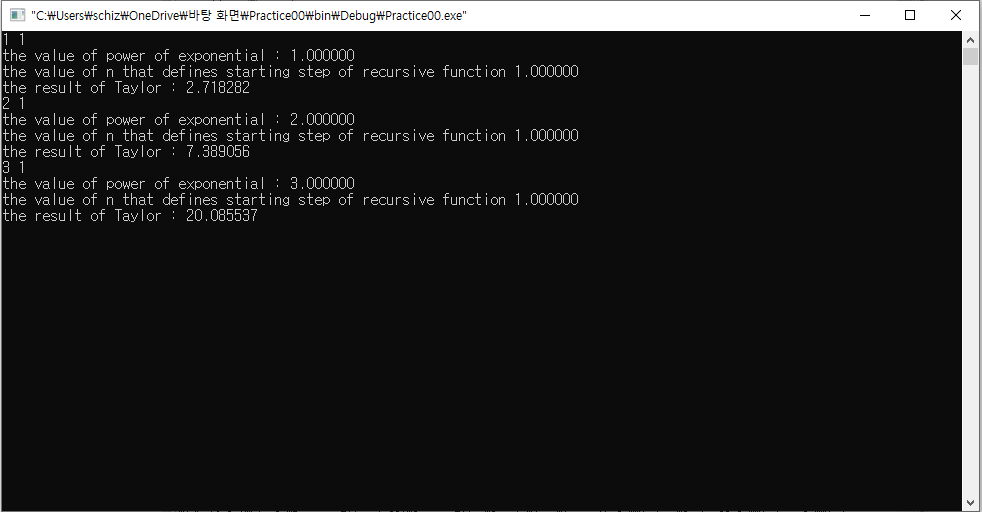 "C:₩Users₩schiz₩OneDrive₩바탕 화면₩Practice00₩bin₩Debug₩Practice00.exe"
1 1
the value of power of exponential : 1.000000
the value of n that defines starting step of recursive function 1.000000
the result of Taylor : 2.718282
2 1
the value of power of exponential : 2.000000
the value of n that defines starting step of recursive function 1.000000
the result of Taylor : 7.389056
3 1
the value of power of exponential : 3.000000
the value of n that defines starting step of recursive function 1.000000
the result of Taylor : 20.085537